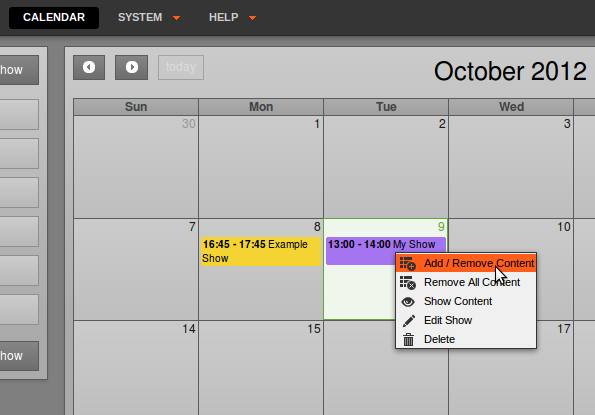 CALENDAR SYSTEM HELP
how
today
October 2012
Sun Mon Tue Wed
30 1 2 3
7 8 9 10
16:45 - 17:45 Example
Show
13:00 - 14:00 My Show
Add / Remove Content
Remove All Content
Show Content
Edit Show
Delete
14 15 17
how